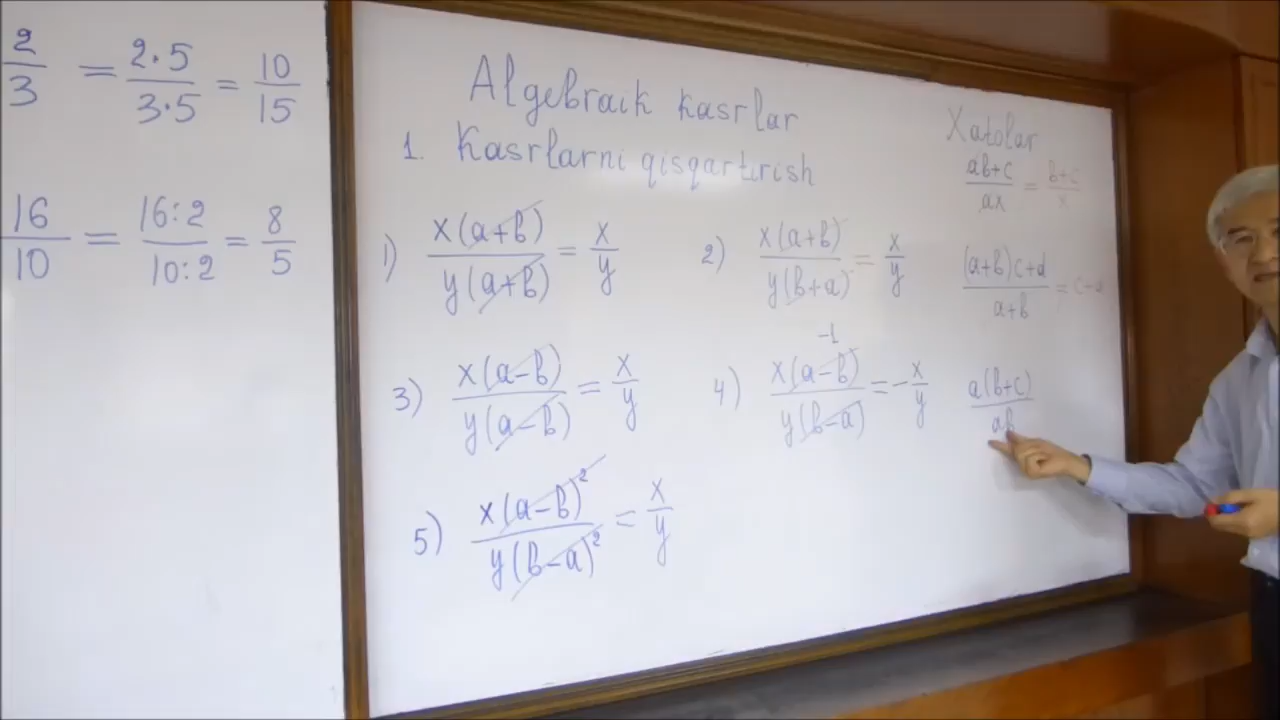 2/3 = 2·5/3·5 = 10/15
16/10 = 16:2/10:2 = 8/5
Algebraik kasrlar
1. Kasrlarni qisqartirish
1) x(a+b)/y(a+b) = x/y
2) x(a+b)/y(b+a) = x/y
3) x(a-b)/y(a-b) = x/y
-1
4) x(a-b)/y(b-a) = -x/y
5) x(a-b)²/y(b-a)² = x/y
Xatolar
ab+c/ax = b+c/x
(a+b)c+d/a+b = c+d
a(b+c)/ab